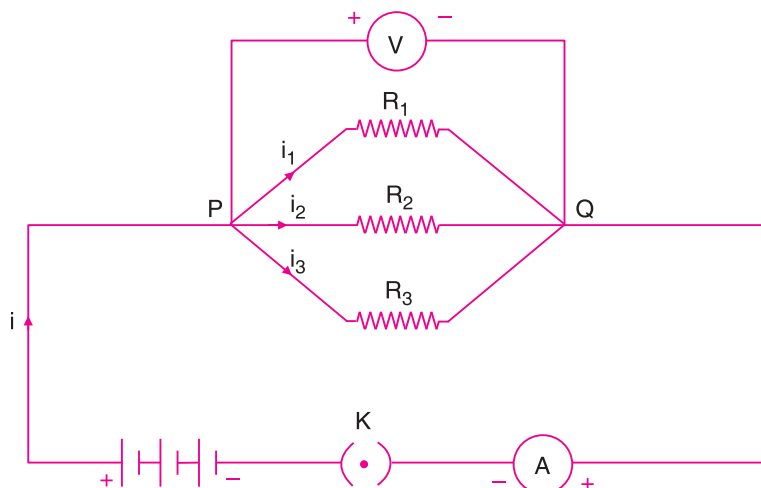 + −
V
R1
i1
P
i2
R2
Q
i3
R3
i
K
+ −
A
− +